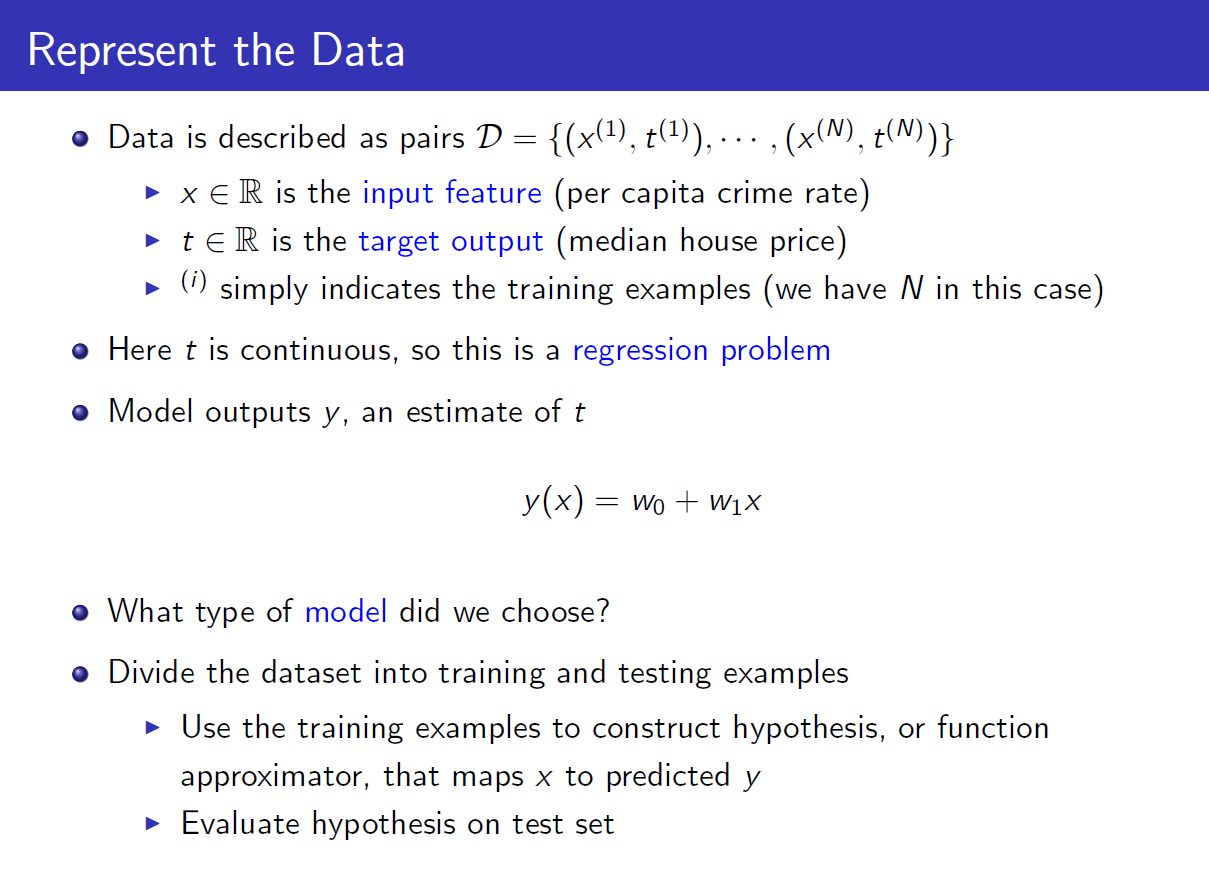 Represent the Data
Data is described as pairs 𝒟 = {(x⁽¹⁾, t⁽¹⁾), ⋯ , (x⁽ᴺ⁾, t⁽ᴺ⁾)}
x ∈ ℝ is the input feature (per capita crime rate)
t ∈ ℝ is the target output (median house price)
⁽ⁱ⁾ simply indicates the training examples (we have N in this case)
Here t is continuous, so this is a regression problem
Model outputs y, an estimate of t
y(x) = w₀ + w₁x
What type of model did we choose?
Divide the dataset into training and testing examples
Use the training examples to construct hypothesis, or function
approximator, that maps x to predicted y
Evaluate hypothesis on test set